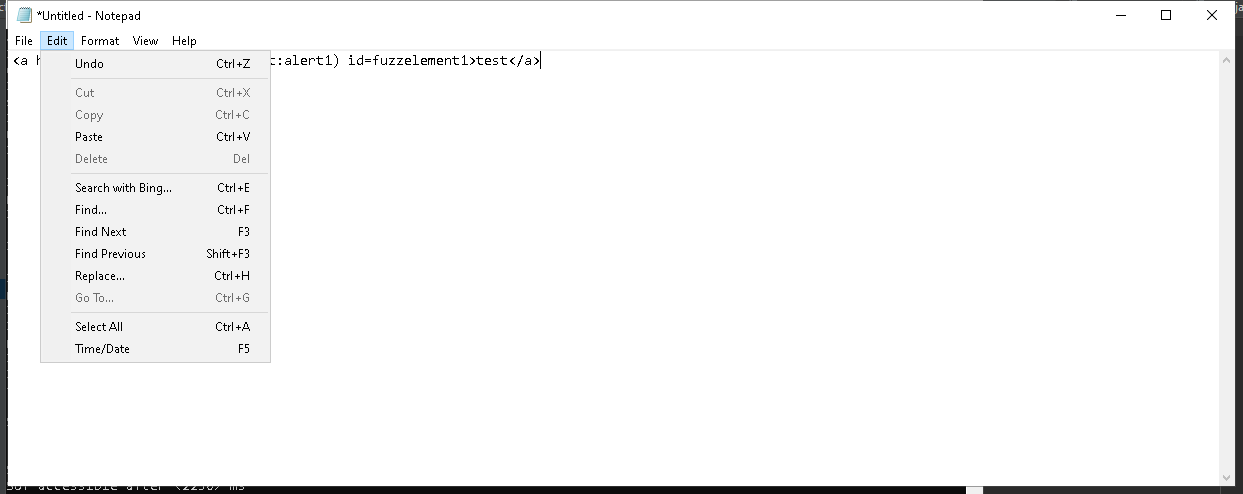 *Untitled - Notepad
File Edit Format View Help
<a h t:alert1) id=fuzzelement1>test</a>
Undo Ctrl+Z
Cut Ctrl+X
Copy Ctrl+C
Paste Ctrl+V
Delete Del
Search with Bing... Ctrl+E
Find... Ctrl+F
Find Next F3
Find Previous Shift+F3
Replace... Ctrl+H
Go To... Ctrl+G
Select All Ctrl+A
Time/Date F5
accessible after <2250> ms